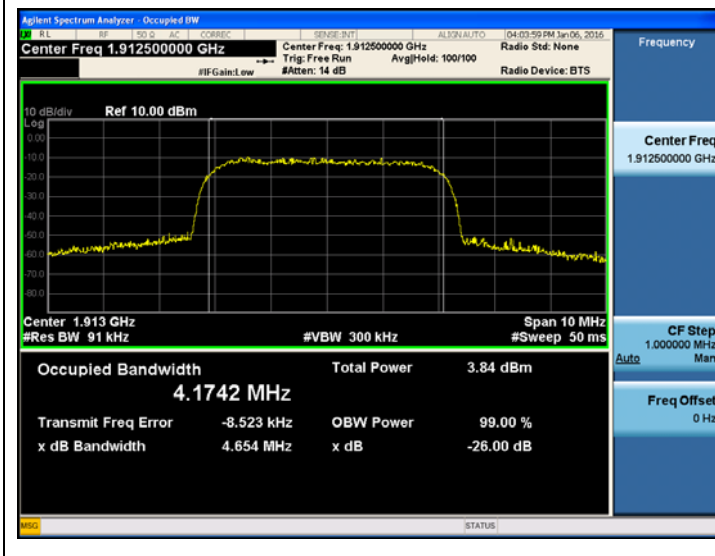 Agilent Spectrum Analyzer - Occupied BW
RL RF 50 Ω AC CORREC SENSE:INT ALIGN AUTO 04:03:59 PM Jan 06, 2016
Center Freq 1.912500000 GHz
Center Freq: 1.912500000 GHz
Radio Std: None
Trig: Free Run Avg|Hold: 100/100
#IFGain:Low
#Atten: 14 dB
Radio Device: BTS
Frequency
10 dB/div Ref 10.00 dBm
Log
0.00
-10.0
-20.0
-30.0
-40.0
-50.0
-60.0
-70.0
-80.0
Center 1.913 GHz Span 10 MHz
#Res BW 91 kHz #VBW 300 kHz #Sweep 50 ms
Occupied Bandwidth Total Power 3.84 dBm
4.1742 MHz
Transmit Freq Error -8.523 kHz OBW Power 99.00 %
x dB Bandwidth 4.654 MHz x dB -26.00 dB
Center Freq
1.912500000 GHz
CF Step
1.000000 MHz
Auto Man
Freq Offset
0 Hz
MSG STATUS